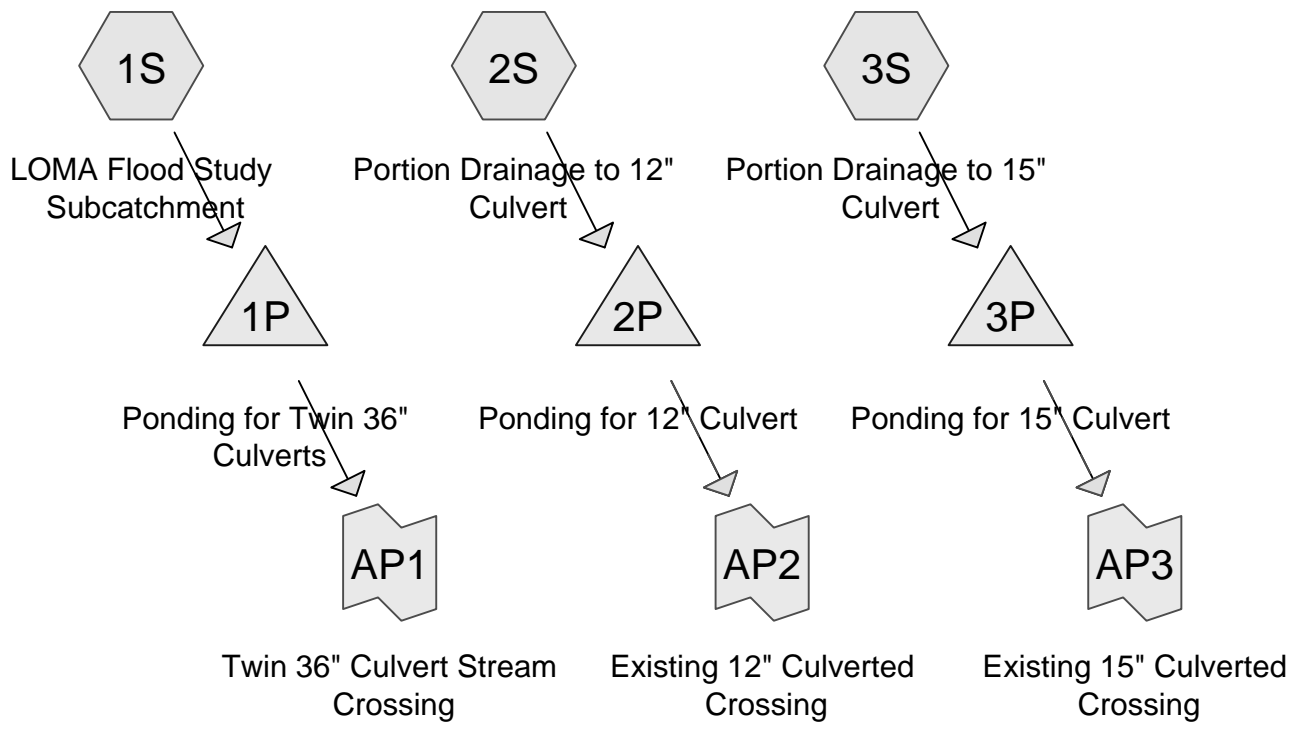 1S
2S
3S
LOMA Flood Study
Subcatchment
Portion Drainage to 12"
Culvert
Portion Drainage to 15"
Culvert
1P
2P
3P
Ponding for Twin 36"
Culverts
Ponding for 12" Culvert
Ponding for 15" Culvert
AP1
AP2
AP3
Twin 36" Culvert Stream
Crossing
Existing 12" Culverted
Crossing
Existing 15" Culverted
Crossing